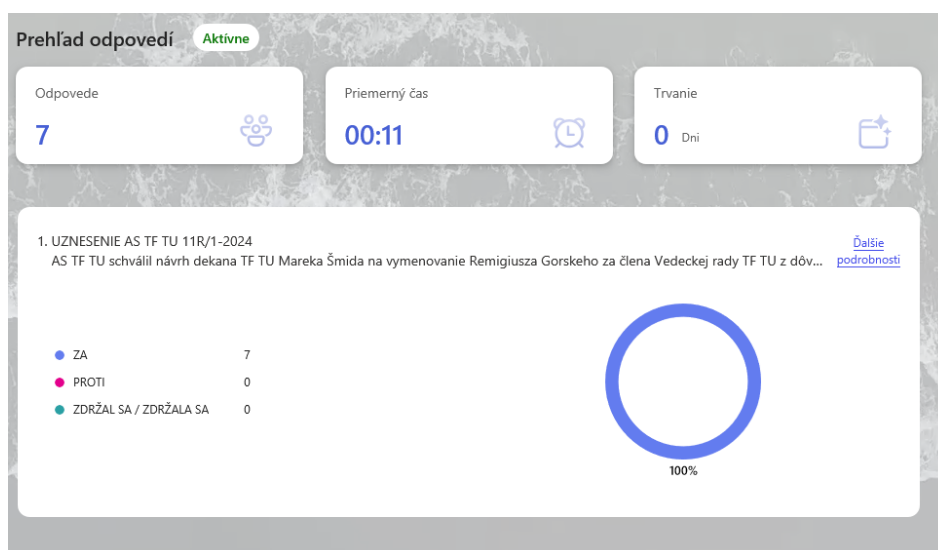 Prehľad odpovedí Aktívne
Odpovede
7
Priemerný čas
00:11
Trvanie
0 Dni
1. UZNESENIE AS TF TU 11R/1-2024
AS TF TU schválil návrh dekana TF TU Mareka Šmida na vymenovanie Remigiusza Gorskeho za člena Vedeckej rady TF TU z dôv...
Ďalšie
podrobnosti
ZA 7
PROTI 0
ZDRŽAL SA / ZDRŽALA SA 0
100%